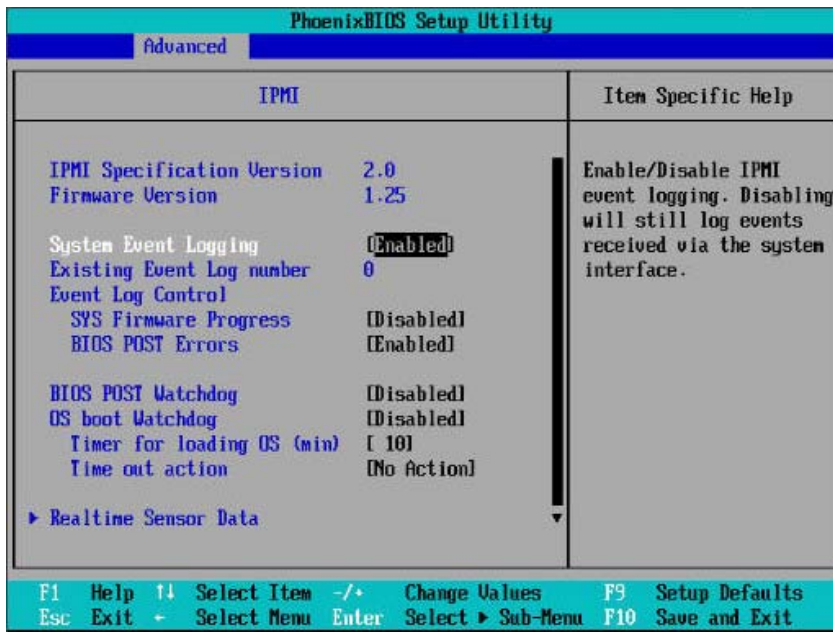 PhoenixBIOS Setup Utility
Advanced
IPMI
Item Specific Help
IPMI Specification Version 2.0
Firmware Version 1.25
System Event Logging [Enabled]
Existing Event Log number 0
Event Log Control
SYS Firmware Progress [Disabled]
BIOS POST Errors [Enabled]
BIOS POST Watchdog [Disabled]
OS boot Watchdog [Disabled]
Timer for loading OS (min) [ 10]
Time out action [No Action]
▶ Realtime Sensor Data
Enable/Disable IPMI
event logging. Disabling
will still log events
received via the system
interface.
F1 Help ↑↓ Select Item -/+ Change Values F9 Setup Defaults
Esc Exit ← Select Menu Enter Select ▶ Sub-Menu F10 Save and Exit